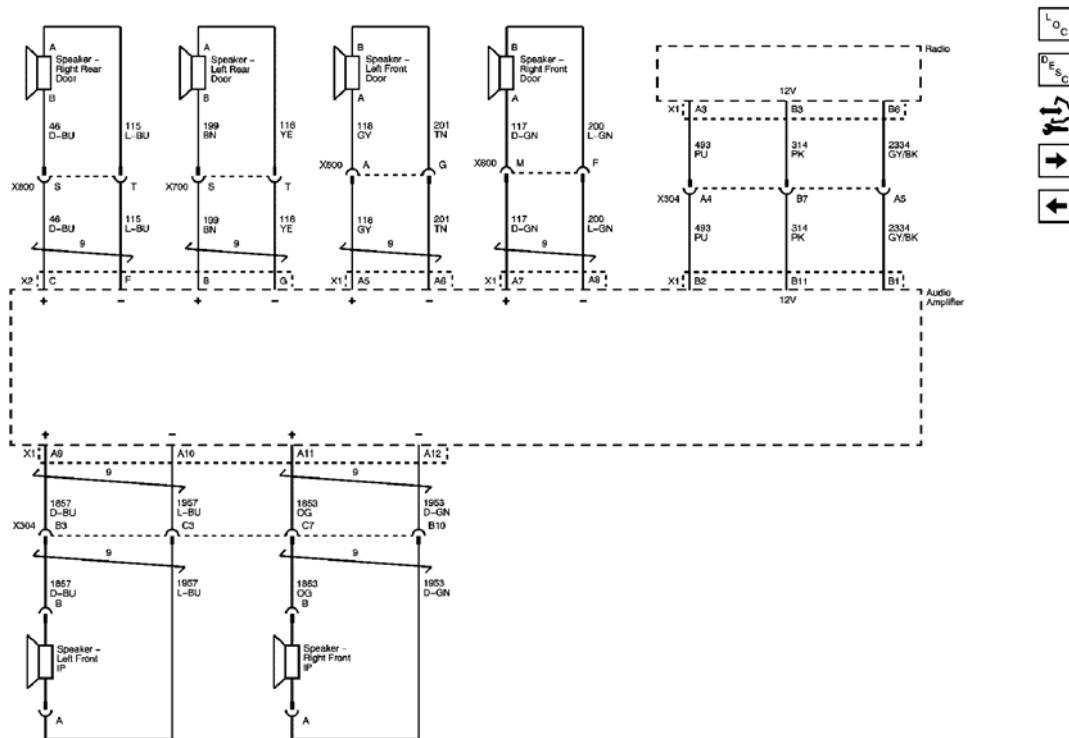 LOC
DESC
A
Speaker –
Right Rear
Door
B
A
Speaker –
Left Rear
Door
B
B
Speaker –
Left Front
Door
A
B
Speaker –
Right Front
Door
A
Radio
12V
X1 A3 B3 B6
46
D–BU
115
L–BU
199
BN
116
YE
118
GY
201
TN
117
D–GN
200
L–GN
493
PU
314
PK
2334
GY/BK
X800 S T
X700 S T
A G
X800 M F
X304 A4 B7 A5
46
D–BU
115
L–BU
199
BN
116
YE
118
GY
201
TN
117
D–GN
200
L–GN
493
PU
314
PK
2334
GY/BK
9 9 9 9
X2 C F B G
X1 A5 A6
X1 A7 A8
X1 B2 B11 B1
+ – + – + – + –
12V
Audio
Amplifier
+ – + –
X1 A9 A10 A11 A12
9 9
1857
D–BU
1957
L–BU
1853
OG
1953
D–GN
X304 B3 C3 C7 B10
9 9
1857
D–BU
1957
L–BU
1853
OG
1953
D–GN
B B
Speaker –
Left Front
IP
Speaker –
Right Front
IP
A A